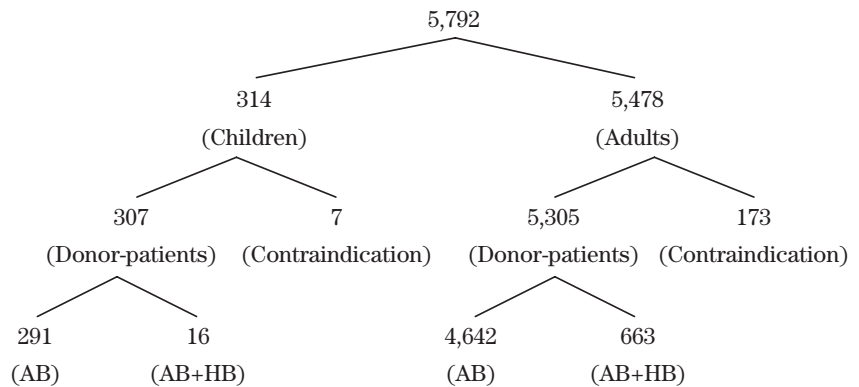 5,792
314 5,478
(Children) (Adults)
307 7 5,305 173
(Donor-patients) (Contraindication) (Donor-patients) (Contraindication)
291 16 4,642 663
(AB) (AB+HB) (AB) (AB+HB)